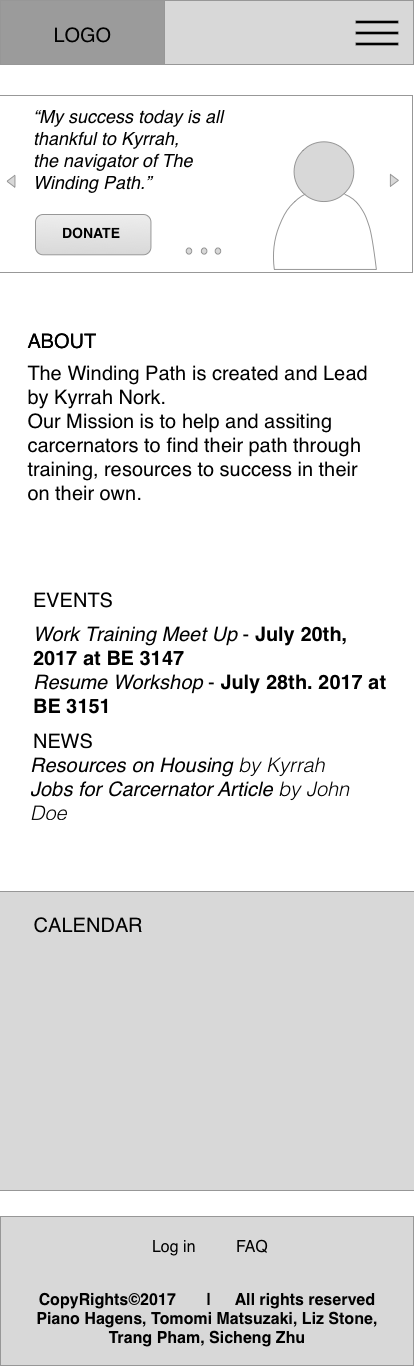 LOGO
“My success today is all
thankful to Kyrrah,
the navigator of The
Winding Path.”
DONATE
ABOUT
The Winding Path is created and Lead
by Kyrrah Nork.
Our Mission is to help and assiting
carcernators to find their path through
training, resources to success in their
on their own.
EVENTS
Work Training Meet Up - July 20th,
2017 at BE 3147
Resume Workshop - July 28th. 2017 at
BE 3151
NEWS
Resources on Housing by Kyrrah
Jobs for Carcernator Article by John
Doe
CALENDAR
Log in FAQ
CopyRights©2017 | All rights reserved
Piano Hagens, Tomomi Matsuzaki, Liz Stone,
Trang Pham, Sicheng Zhu